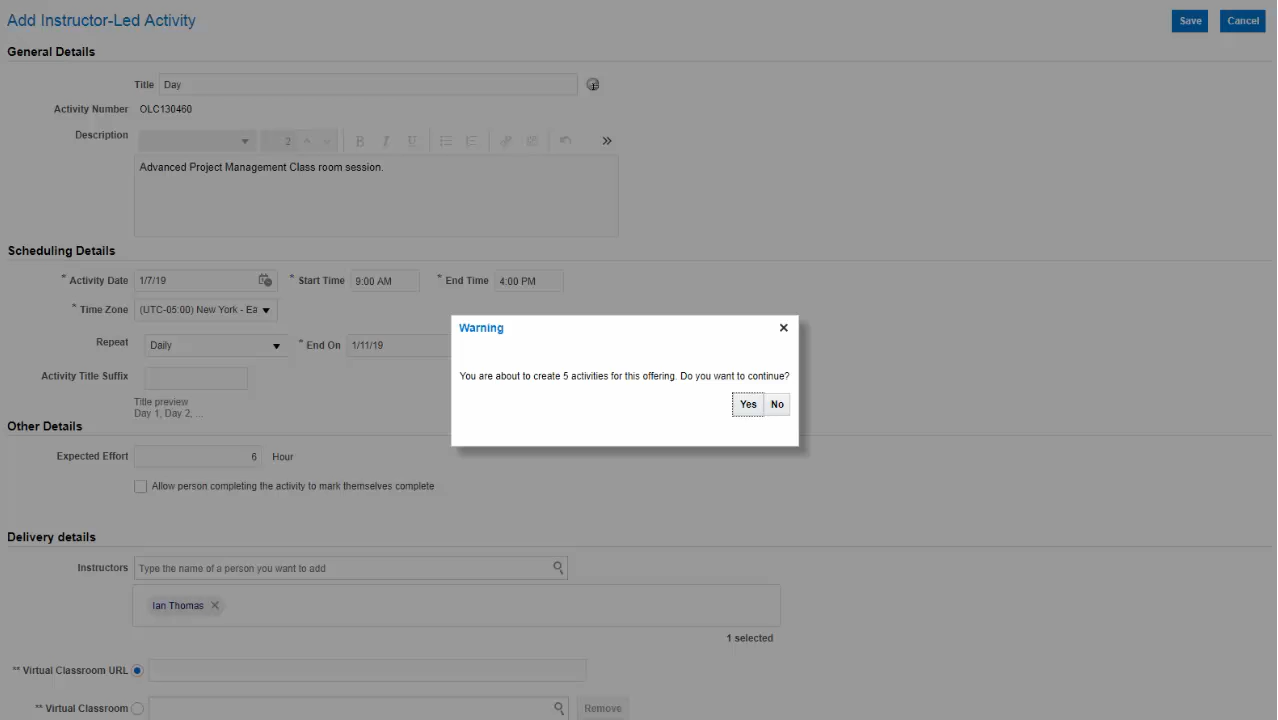 Add Instructor-Led Activity
Save
Cancel
General Details
Title
Day
Activity Number
OLC130460
Description
2
B
I
U
Advanced Project Management Class room session.
Scheduling Details
* Activity Date
1/7/19
* Start Time
9:00 AM
* End Time
4:00 PM
* Time Zone
(UTC-05:00) New York - Ea
Repeat
Daily
* End On
1/11/19
Activity Title Suffix
Title preview
Day 1, Day 2, ...
Warning
You are about to create 5 activities for this offering. Do you want to continue?
Yes
No
Other Details
Expected Effort
6
Hour
Allow person completing the activity to mark themselves complete
Delivery details
Instructors
Type the name of a person you want to add
Ian Thomas
1 selected
** Virtual Classroom URL
** Virtual Classroom
Remove